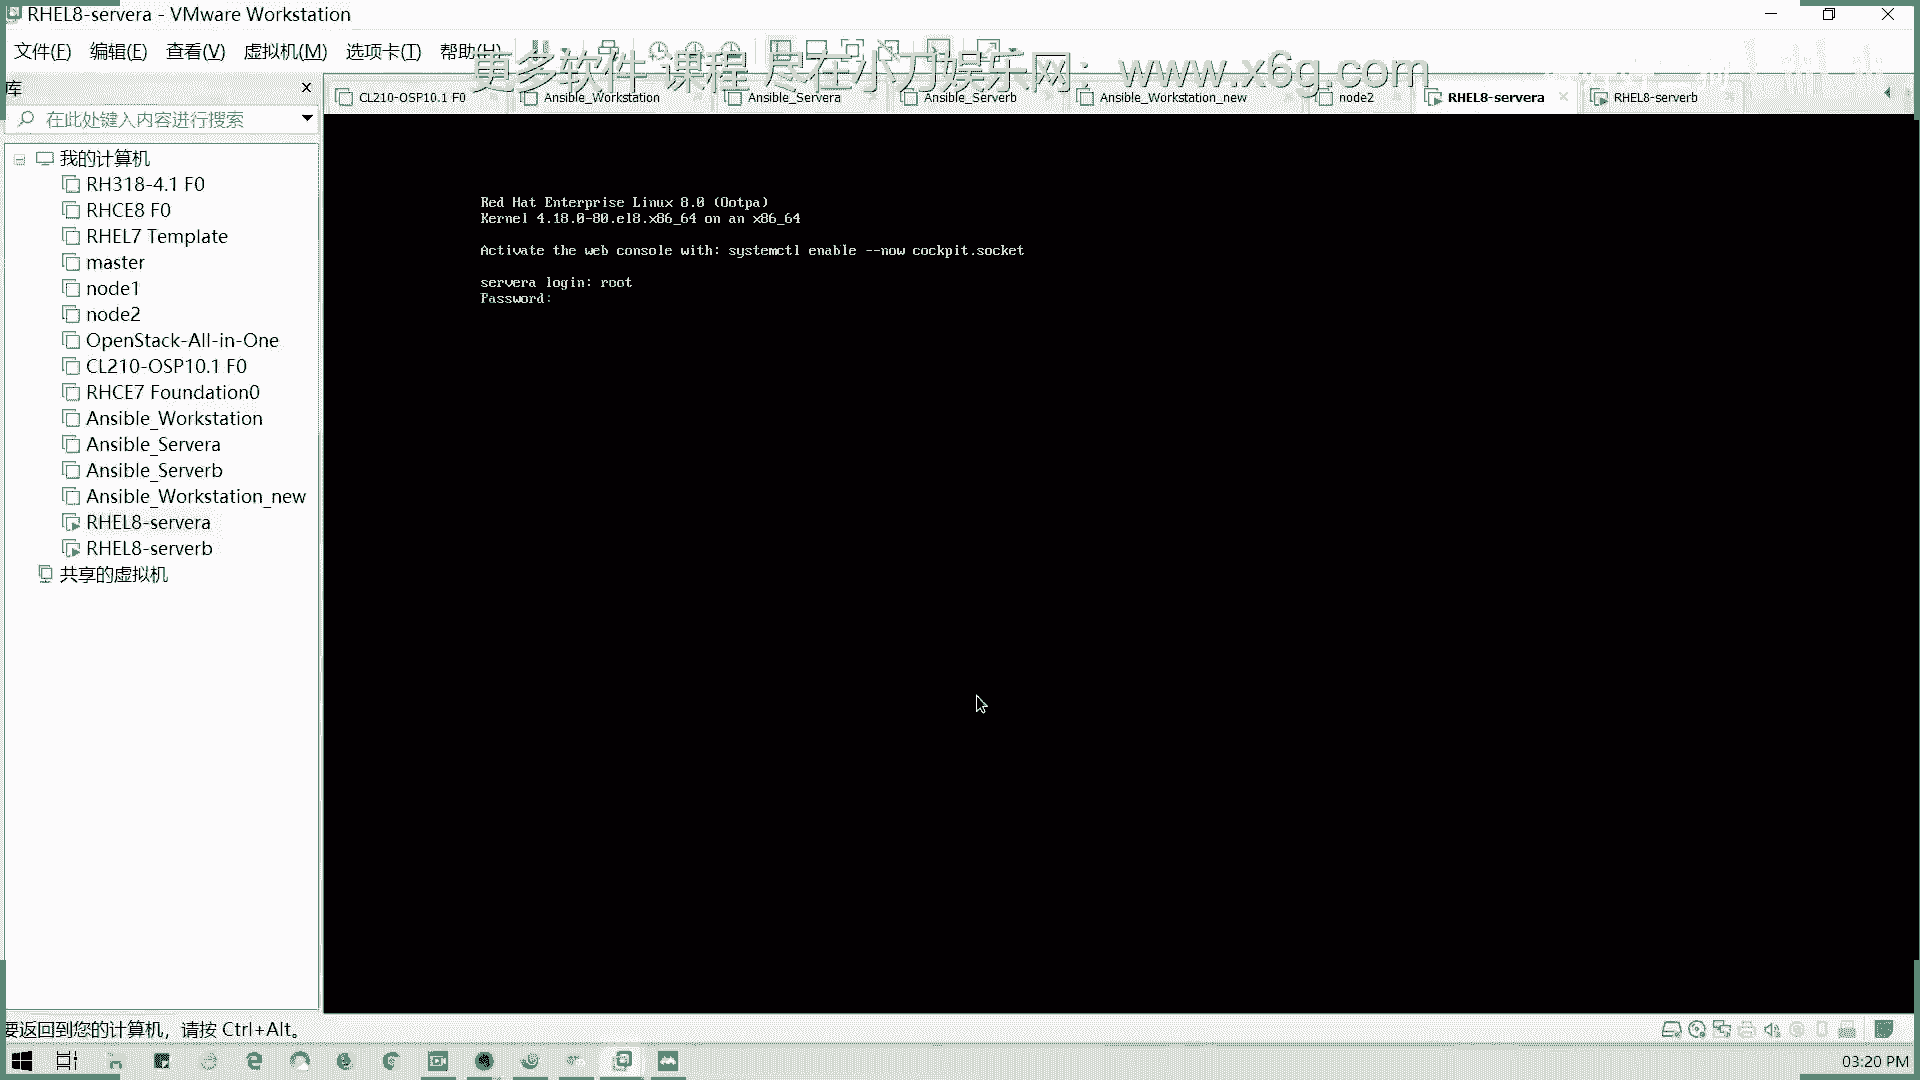 RHEL8-servera - VMware Workstation
文件(F) 编辑(E) 查看(V) 虚拟机(M) 选项卡(T) 帮助(H)
更多软件 课程 尽在小刀娱乐网：www.x6g.com
库
CL210-OSP10.1 F0 Ansible_Workstation Ansible_Servera Ansible_Serverb Ansible_Workstation_new node2 RHEL8-servera RHEL8-serverb
在此处键入内容进行搜索
我的计算机
RH318-4.1 F0
RHCE8 F0
RHEL7 Template
master
node1
node2
OpenStack-All-in-One
CL210-OSP10.1 F0
RHCE7 Foundation0
Ansible_Workstation
Ansible_Servera
Ansible_Serverb
Ansible_Workstation_new
RHEL8-servera
RHEL8-serverb
共享的虚拟机
Red Hat Enterprise Linux 8.0 (Ootpa)
Kernel 4.18.0-80.el8.x86_64 on an x86_64
Activate the web console with: systemctl enable --now cockpit.socket
servera login: root
Password:
要返回到您的计算机，请按 Ctrl+Alt。
03:20 PM